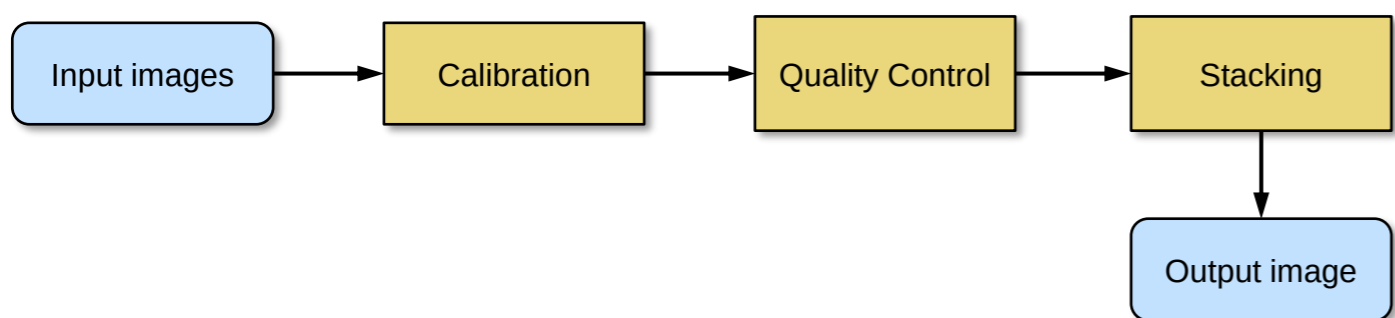 Input images
Calibration
Quality Control
Stacking
Output image